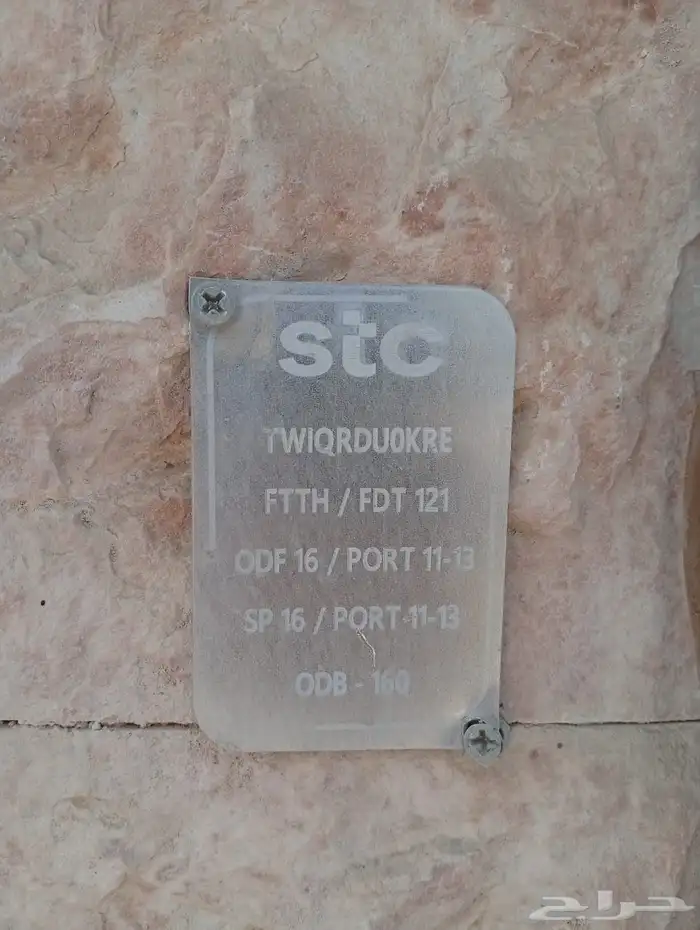 stc
TWIQRDU0KRE
FTTH / FDT 121
ODF 16 / PORT 11-13
SP 16 / PORT 11-13
ODB - 160
حراج